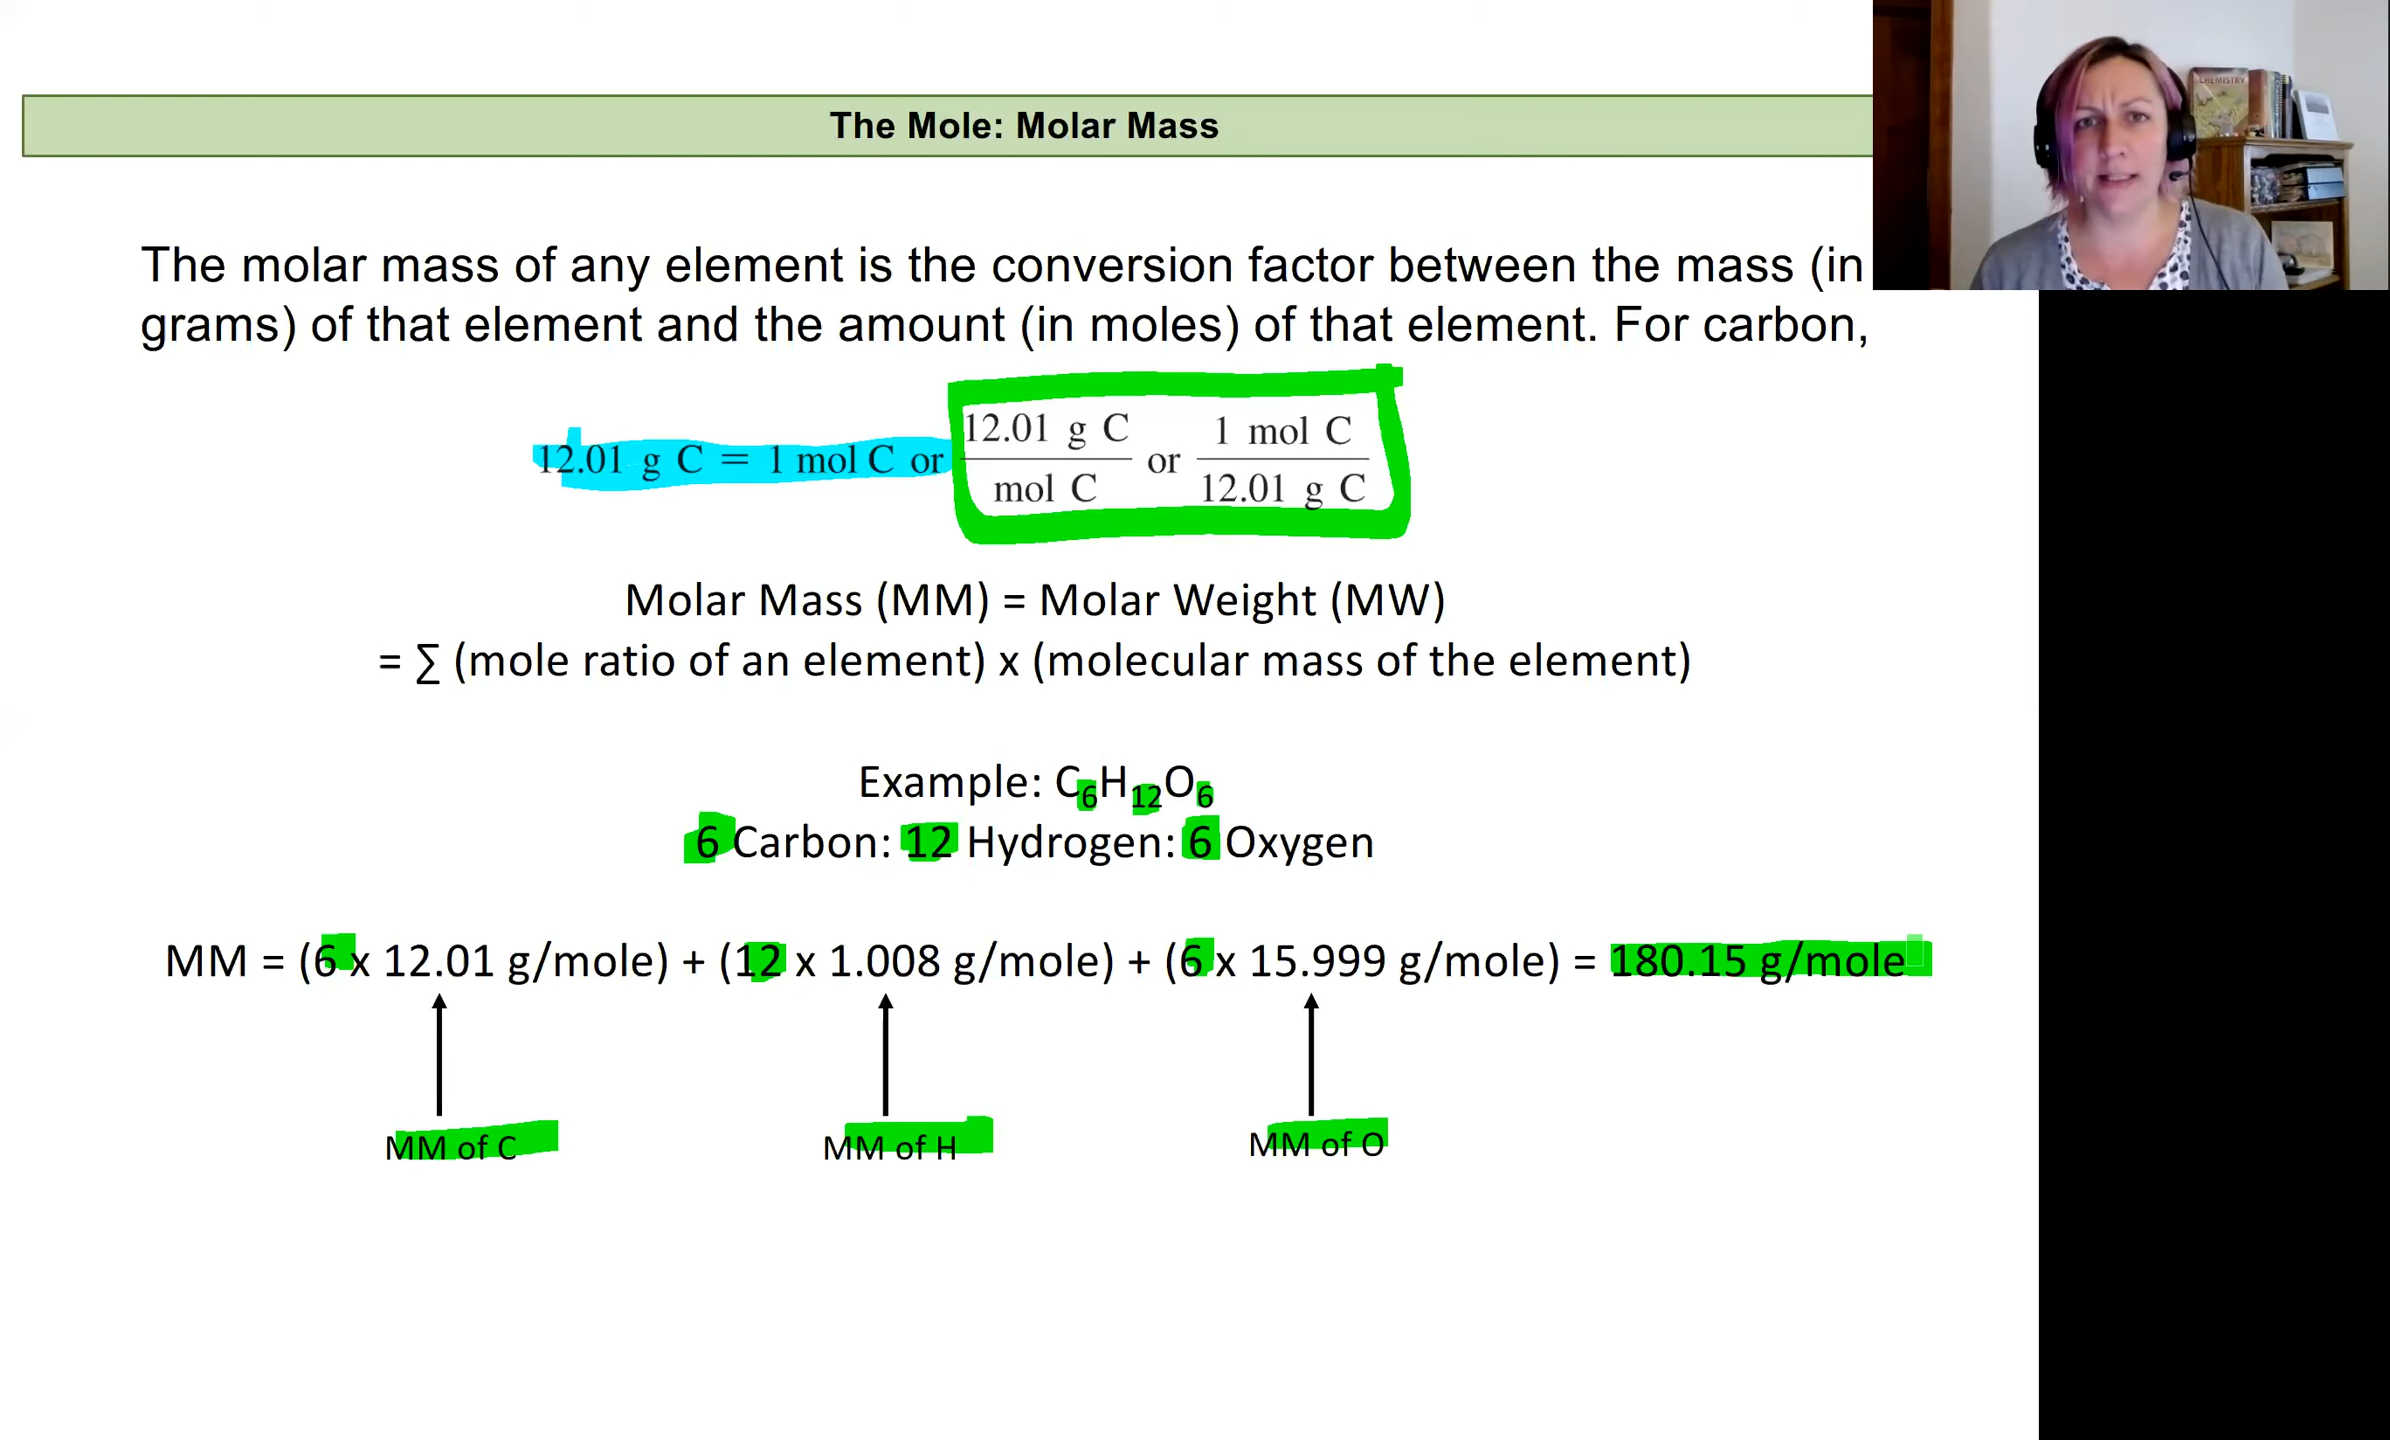 The Mole: Molar Mass
CHEMISTRY
The molar mass of any element is the conversion factor between the mass (in
grams) of that element and the amount (in moles) of that element. For carbon,
12.01 g C = 1 mol C or 12.01 g C / mol C or 1 mol C / 12.01 g C
Molar Mass (MM) = Molar Weight (MW)
= ∑ (mole ratio of an element) x (molecular mass of the element)
Example: C₆H₁₂O₆
6 Carbon: 12 Hydrogen: 6 Oxygen
MM = (6 x 12.01 g/mole) + (12 x 1.008 g/mole) + (6 x 15.999 g/mole) = 180.15 g/mole
MM of C MM of H MM of O